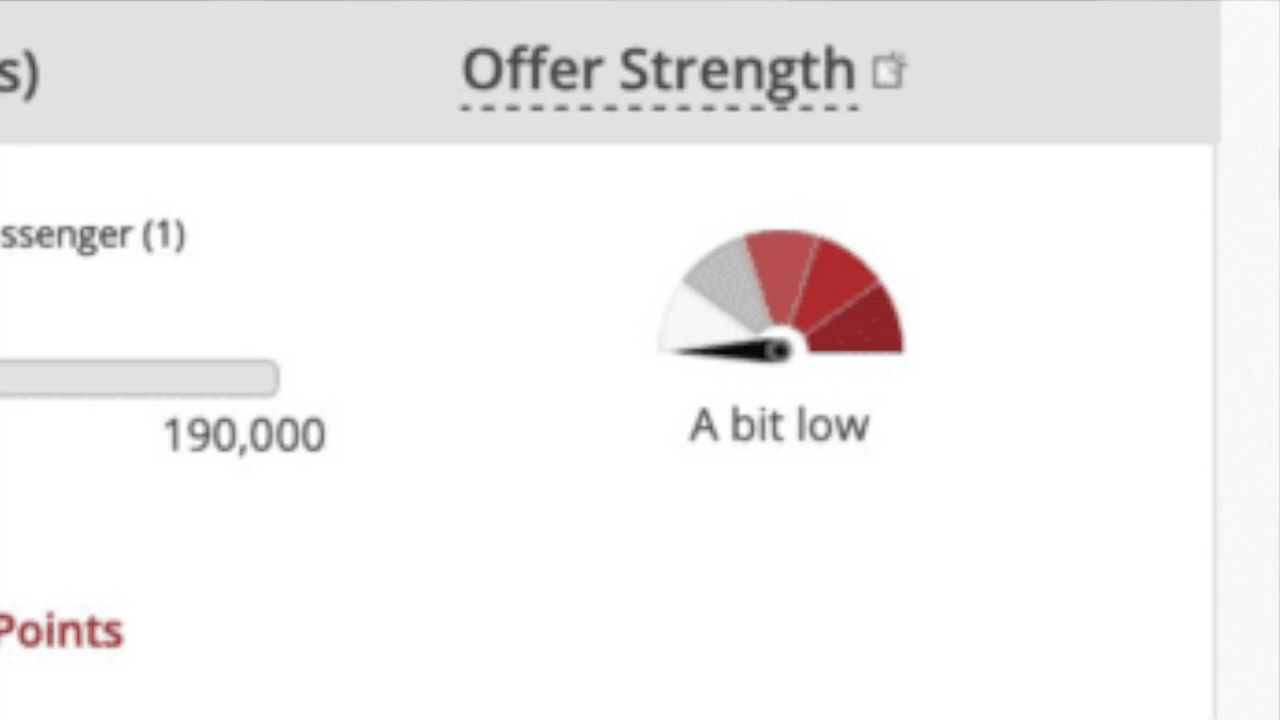 s) Offer Strength
ssenger (1)
190,000
A bit low
Points